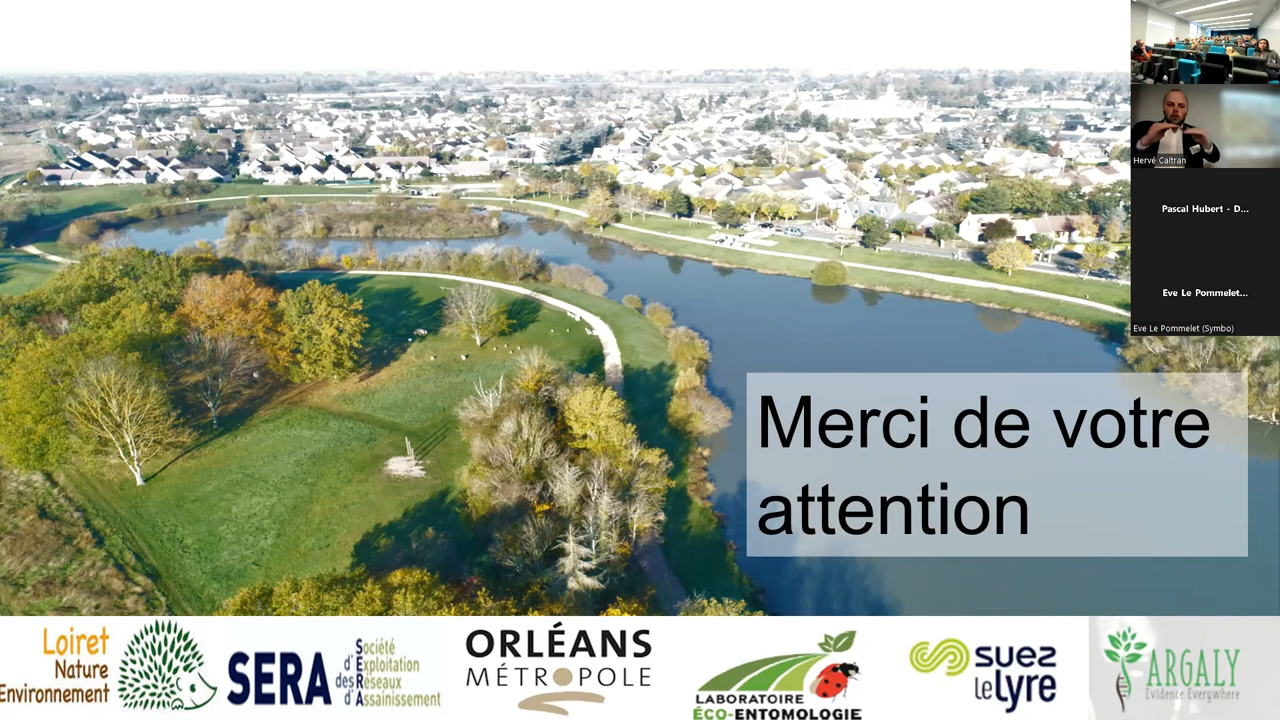 Hervé Caltran
Pascal Hubert - D...
Eve Le Pommelet...
Eve Le Pommelet (Symbo)
Merci de votre
attention
Loiret
Nature
Environnement
SERA
Société
d'Exploitation
des Réseaux
d'Assainissement
ORLÉANS
MÉTROPOLE
LABORATOIRE
ÉCO-ENTOMOLOGIE
suez
le lyre
ARGALY
Evidence Everywhere